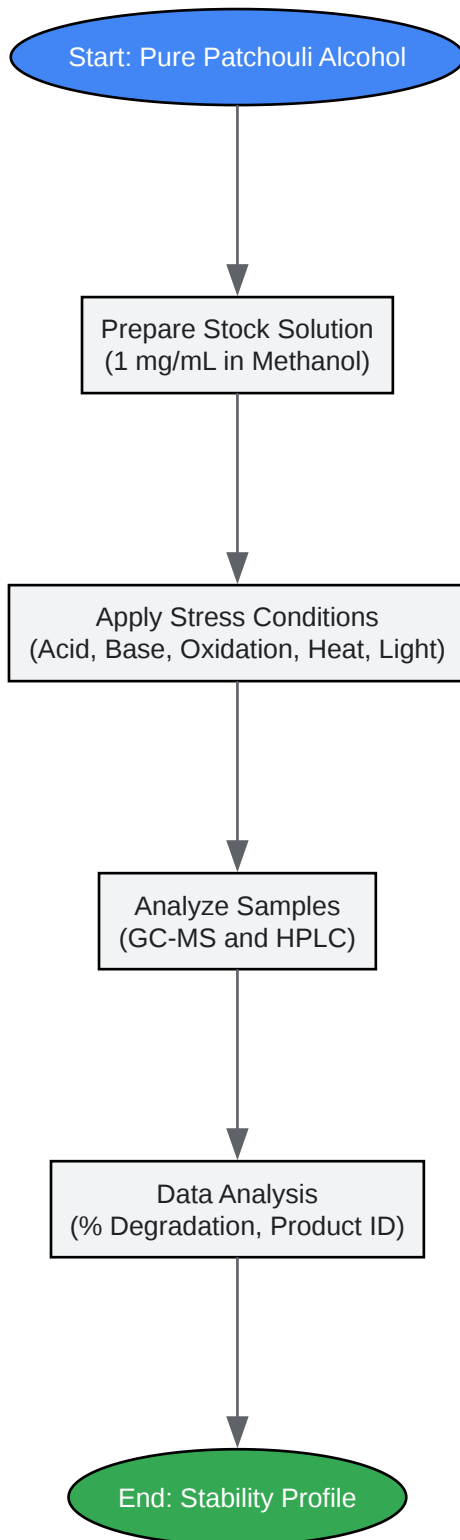 Start: Pure Patchouli Alcohol
Prepare Stock Solution
(1 mg/mL in Methanol)
Apply Stress Conditions
(Acid, Base, Oxidation, Heat, Light)
Analyze Samples
(GC-MS and HPLC)
Data Analysis
(% Degradation, Product ID)
End: Stability Profile